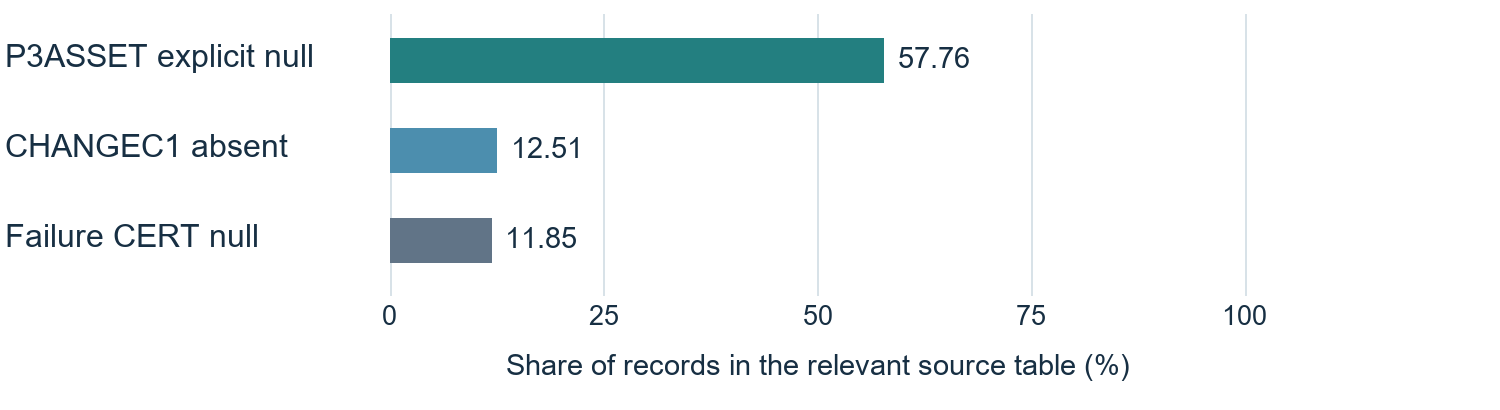 P3ASSET explicit null 57.76
CHANGEC1 absent 12.51
Failure CERT null 11.85
0 25 50 75 100
Share of records in the relevant source table (%)